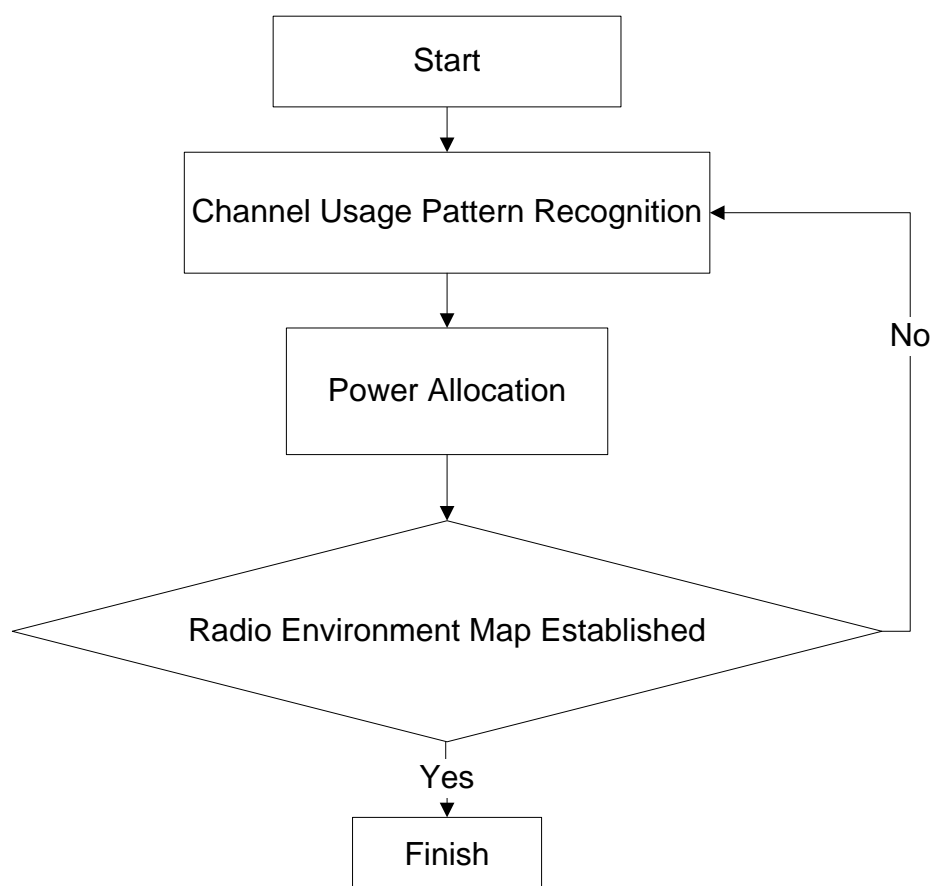 Start
Channel Usage Pattern Recognition
Power Allocation
No
Radio Environment Map Established
Yes
Finish